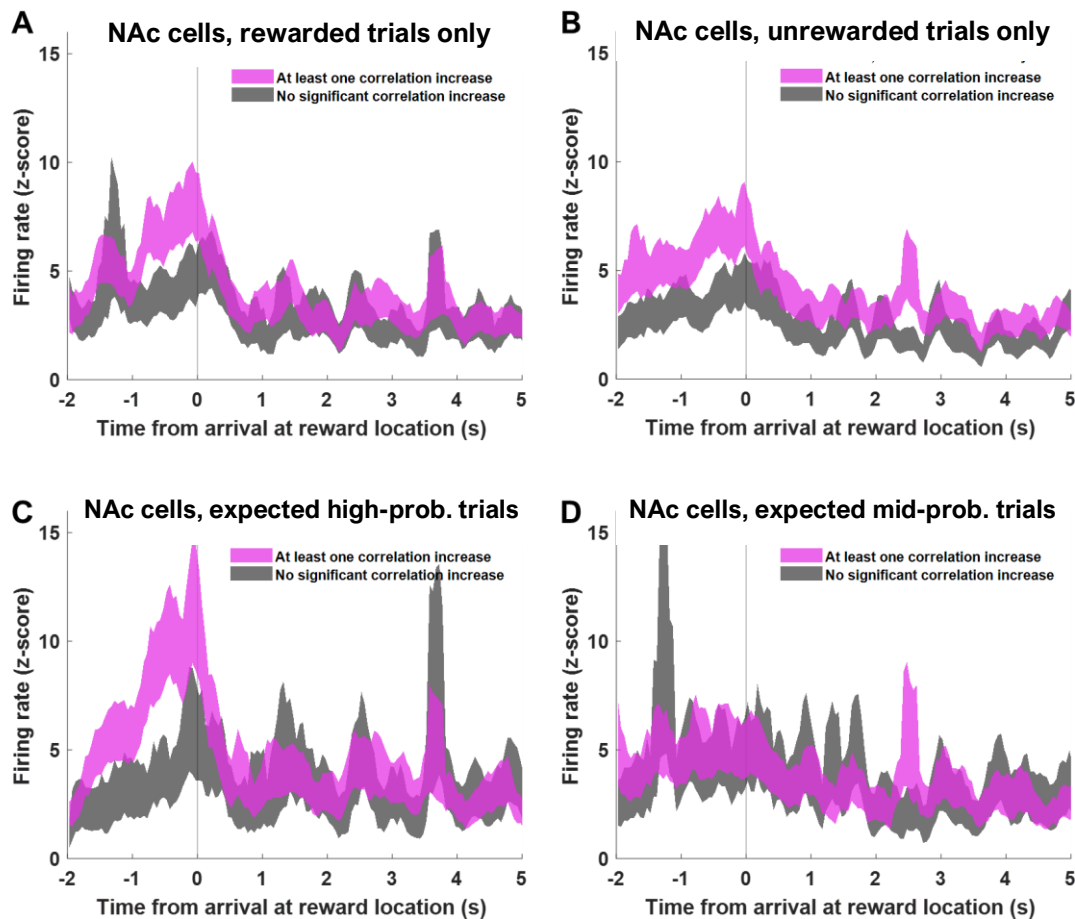 A
NAc cells, rewarded trials only
At least one correlation increase
No significant correlation increase
15
10
5
0
Firing rate (z-score)
-2 -1 0 1 2 3 4 5
Time from arrival at reward location (s)
B
NAc cells, unrewarded trials only
At least one correlation increase
No significant correlation increase
15
10
5
0
Firing rate (z-score)
-2 -1 0 1 2 3 4 5
Time from arrival at reward location (s)
C
NAc cells, expected high-prob. trials
At least one correlation increase
No significant correlation increase
15
10
5
0
Firing rate (z-score)
-2 -1 0 1 2 3 4 5
Time from arrival at reward location (s)
D
NAc cells, expected mid-prob. trials
At least one correlation increase
No significant correlation increase
15
10
5
0
Firing rate (z-score)
-2 -1 0 1 2 3 4 5
Time from arrival at reward location (s)